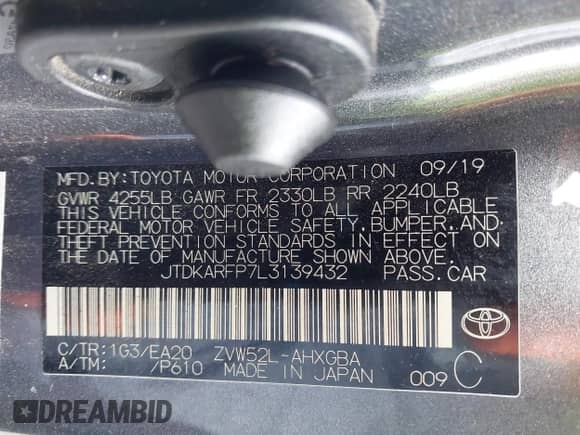 MFD.BY:TOYOTA MOTOR CORPORATION 09/19
GVWR 4255LB GAWR FR 2330LB RR 2240LB
THIS VEHICLE CONFORMS TO ALL APPLICABLE
FEDERAL MOTOR VEHICLE SAFETY,BUMPER,AND
THEFT PREVENTION STANDARDS IN EFFECT ON
THE DATE OF MANUFACTURE SHOWN ABOVE.
JTDKARFP7L3139432 PASS.CAR
C/TR:1G3/EA20 ZVW52L-AHXGBA
A/TM: /P610 MADE IN JAPAN 009 C
DREAMBID